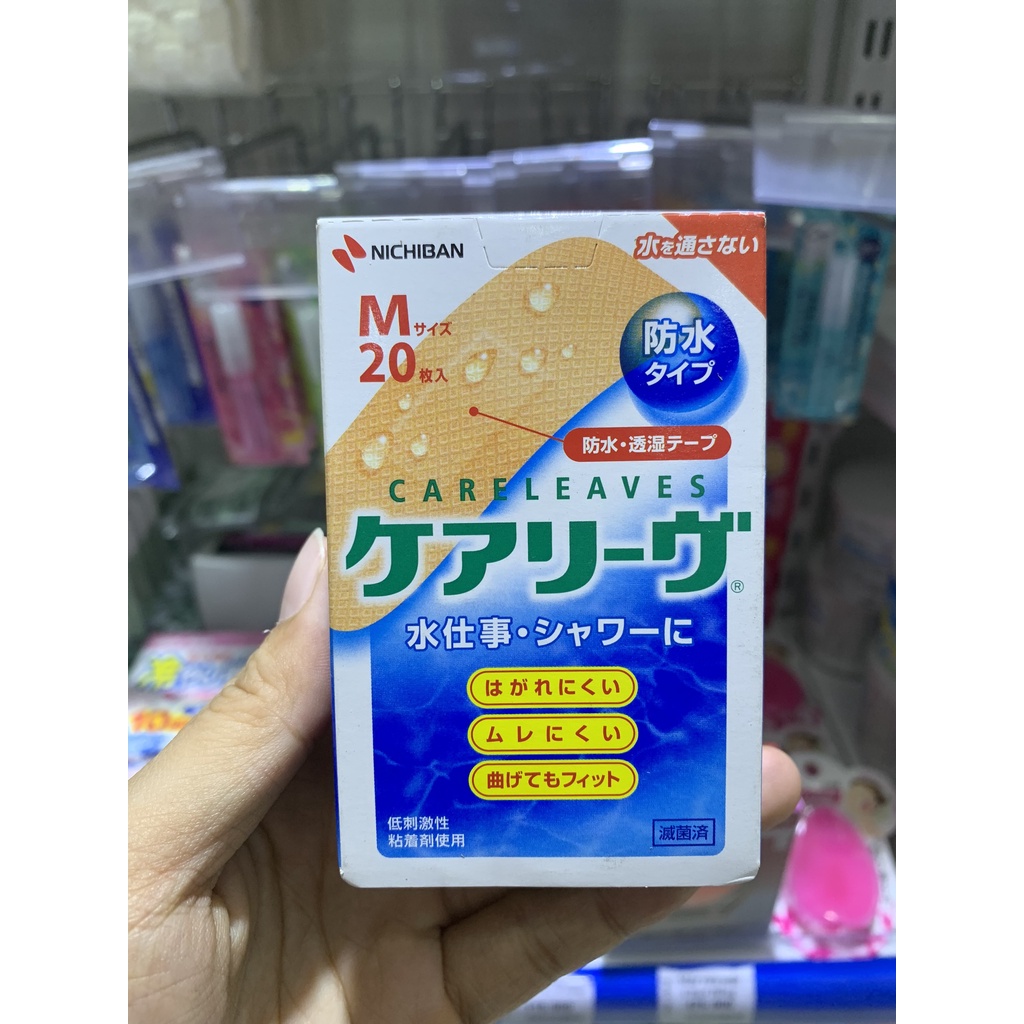 NICHIBAN
水を通さない
Mサイズ
20枚入
防水
タイプ
防水・透湿テープ
CARELEAVES
ケアリーヴ®
水仕事・シャワーに
はがれにくい
ムレにくい
曲げてもフィット
低刺激性
粘着剤使用
滅菌済